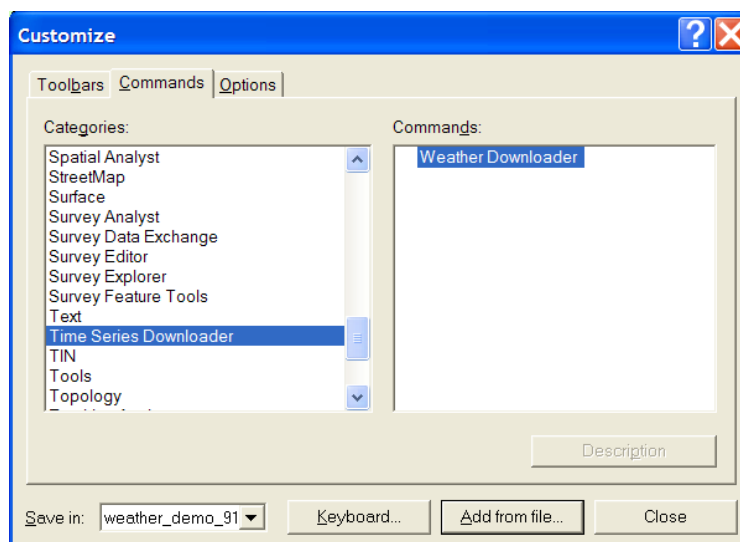 Customize
Toolbars Commands Options
Categories:
Spatial Analyst
StreetMap
Surface
Survey Analyst
Survey Data Exchange
Survey Editor
Survey Explorer
Survey Feature Tools
Text
Time Series Downloader
TIN
Tools
Topology
Commands:
Weather Downloader
Description
Save in: weather_demo_91 Keyboard... Add from file... Close